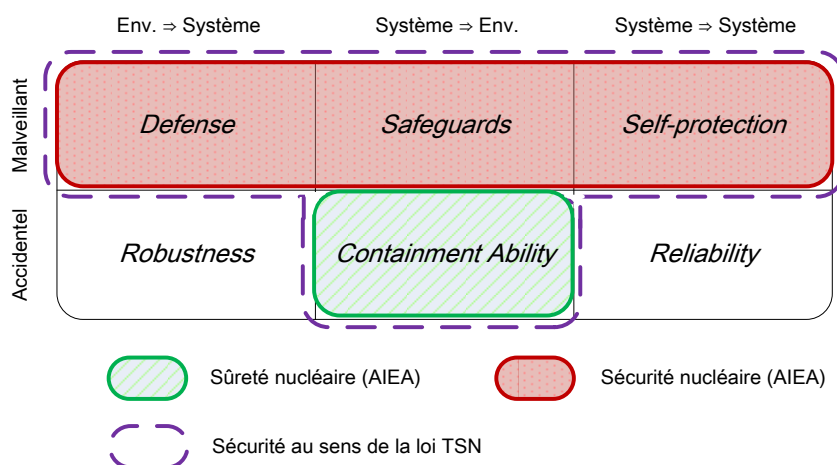 Env. ⇒ Système
Système ⇒ Env.
Système ⇒ Système
Malveillant
Defense
Safeguards
Self-protection
Accidentel
Robustness
Containment Ability
Reliability
Sûreté nucléaire (AIEA)
Sécurité nucléaire (AIEA)
Sécurité au sens de la loi TSN